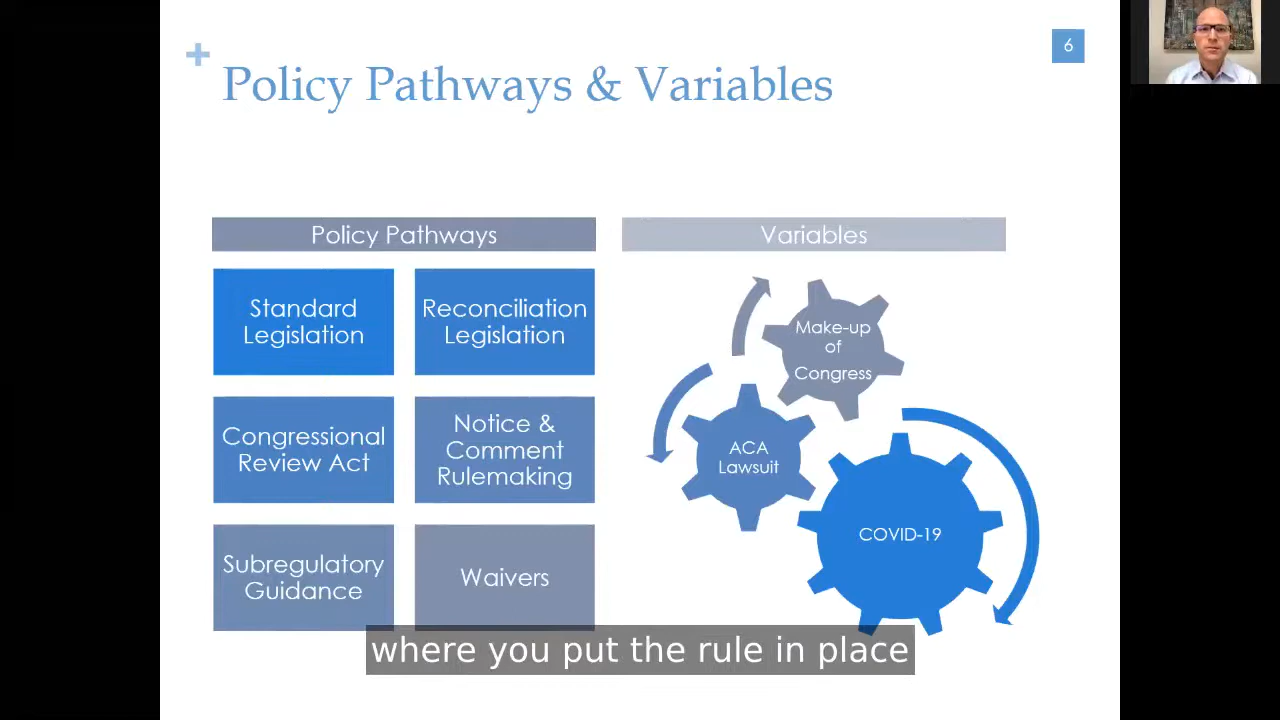 +
Policy Pathways & Variables
6
Policy Pathways
Variables
Standard
Legislation
Reconciliation
Legislation
Congressional
Review Act
Notice &
Comment
Rulemaking
Subregulatory
Guidance
Waivers
Make-up
of
Congress
ACA
Lawsuit
COVID-19
where you put the rule in place